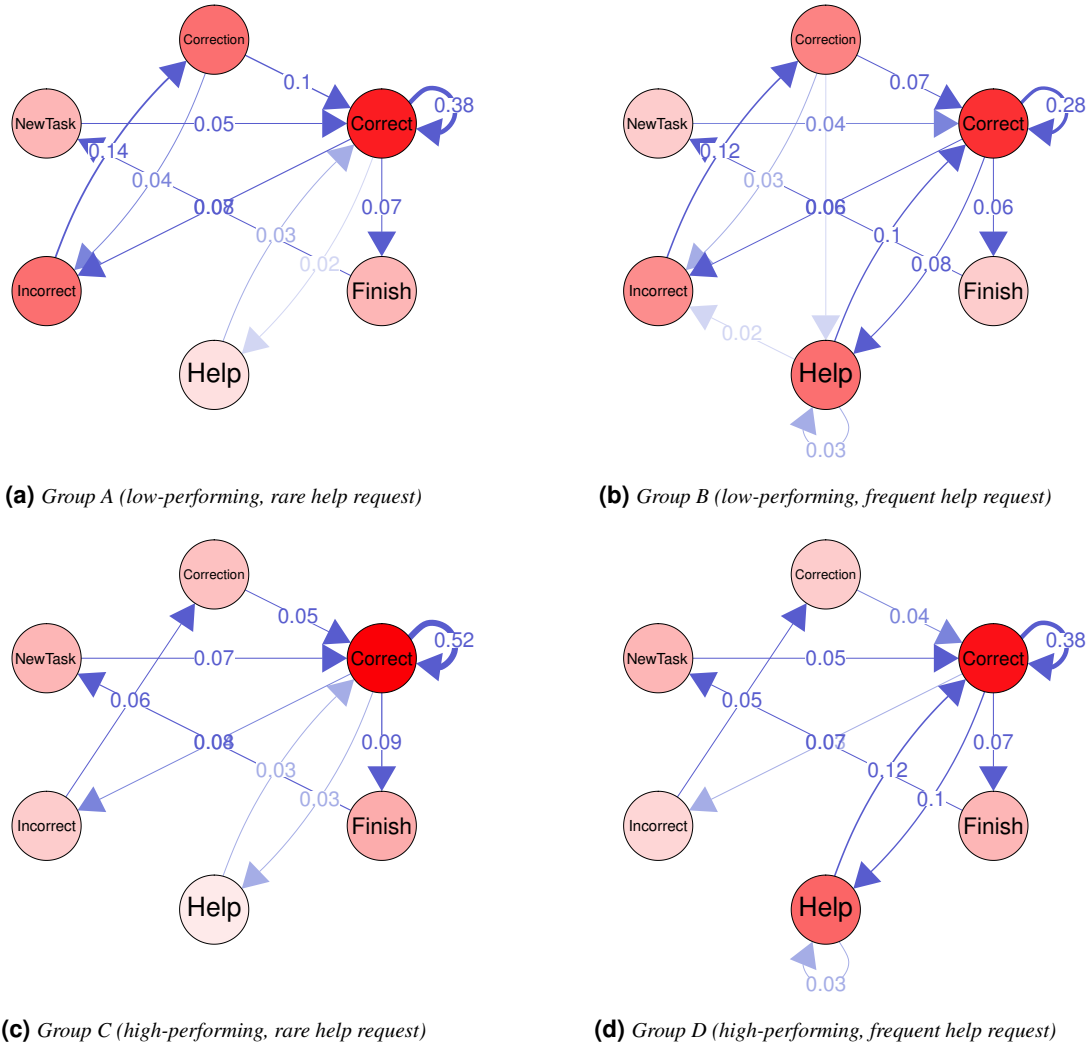 Correction
0.1
NewTask
0.05
Correct
0.38
0.14
0.04
0.07
0.03
0.02
Incorrect
Finish
Help
(a) Group A (low-performing, rare help request)
Correction
0.07
NewTask
0.04
Correct
0.28
0.12
0.03
0.06
0.06
0.1
0.08
Incorrect
Finish
0.02
Help
0.03
(b) Group B (low-performing, frequent help request)
Correction
0.05
NewTask
0.07
Correct
0.52
0.06
0.09
0.03
0.03
Incorrect
Finish
Help
(c) Group C (high-performing, rare help request)
Correction
0.04
NewTask
0.05
Correct
0.38
0.05
0.07
0.12
0.1
Incorrect
Finish
Help
0.03
(d) Group D (high-performing, frequent help request)